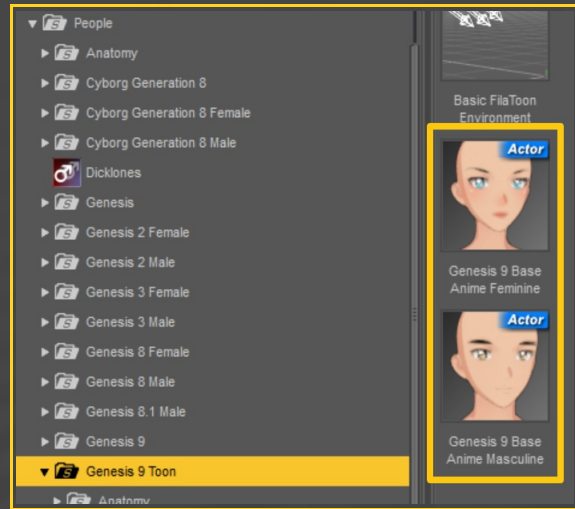 People
Anatomy
Cyborg Generation 8
Cyborg Generation 8 Female
Cyborg Generation 8 Male
Dicklones
Genesis
Genesis 2 Female
Genesis 2 Male
Genesis 3 Female
Genesis 3 Male
Genesis 8 Female
Genesis 8 Male
Genesis 8.1 Male
Genesis 9
Genesis 9 Toon
Anatomy
Basic FilaToon
Environment
Actor
Genesis 9 Base
Anime Feminine
Actor
Genesis 9 Base
Anime Masculine